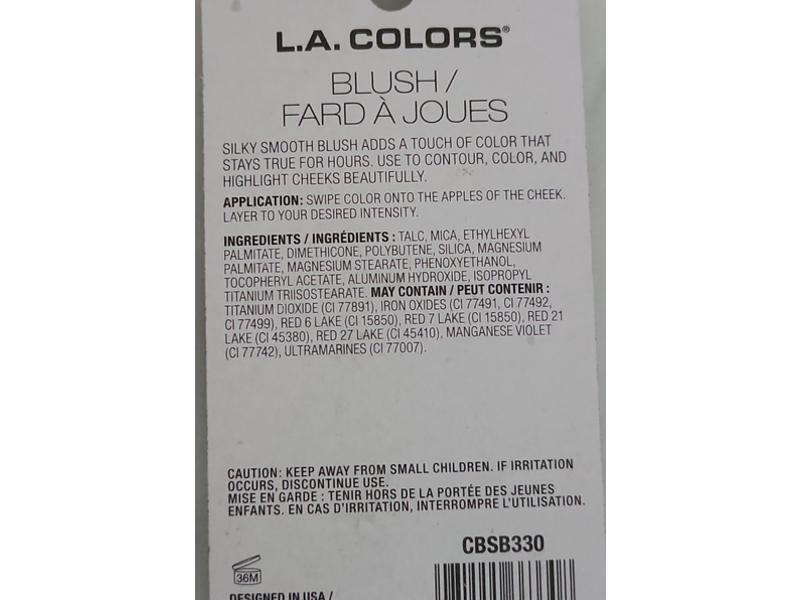 L.A. COLORS®
BLUSH /
FARD À JOUES
SILKY SMOOTH BLUSH ADDS A TOUCH OF COLOR THAT
STAYS TRUE FOR HOURS. USE TO CONTOUR, COLOR, AND
HIGHLIGHT CHEEKS BEAUTIFULLY.
APPLICATION: SWIPE COLOR ONTO THE APPLES OF THE CHEEK.
LAYER TO YOUR DESIRED INTENSITY.
INGREDIENTS / INGRÉDIENTS : TALC, MICA, ETHYLHEXYL
PALMITATE, DIMETHICONE, POLYBUTENE, SILICA, MAGNESIUM
PALMITATE, MAGNESIUM STEARATE, PHENOXYETHANOL,
TOCOPHERYL ACETATE, ALUMINUM HYDROXIDE, ISOPROPYL
TITANIUM TRIISOSTEARATE. MAY CONTAIN / PEUT CONTENIR :
TITANIUM DIOXIDE (CI 77891), IRON OXIDES (CI 77491, CI 77492,
CI 77499), RED 6 LAKE (CI 15850), RED 7 LAKE (CI 15850), RED 21
LAKE (CI 45380), RED 27 LAKE (CI 45410), MANGANESE VIOLET
(CI 77742), ULTRAMARINES (CI 77007).
CAUTION: KEEP AWAY FROM SMALL CHILDREN. IF IRRITATION
OCCURS, DISCONTINUE USE.
MISE EN GARDE : TENIR HORS DE LA PORTÉE DES JEUNES
ENFANTS. EN CAS D'IRRITATION, INTERROMPRE L'UTILISATION.
CBSB330
36M
DESIGNED IN USA /